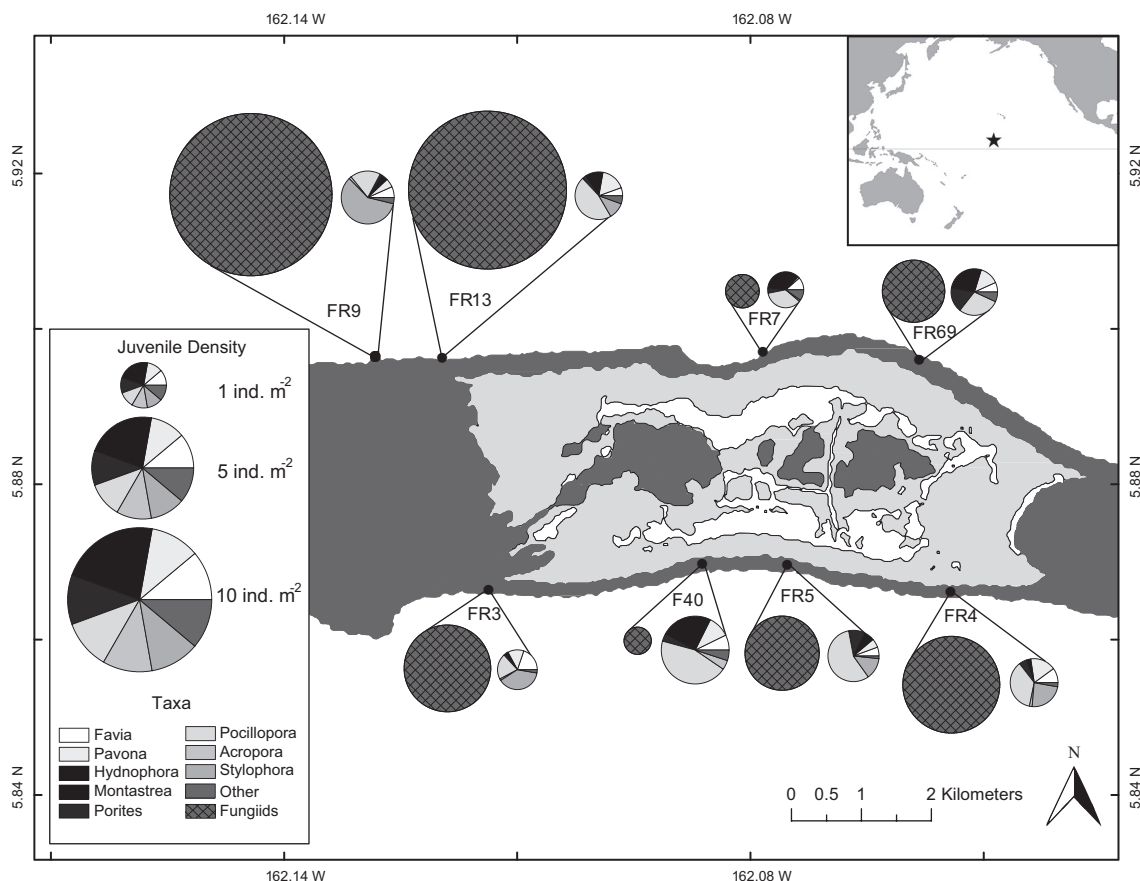 162.14 W
162.08 W
5.92 N
5.92 N
FR9
FR13
FR7
FR69
Juvenile Density
1 ind. m-2
5 ind. m-2
10 ind. m-2
5.88 N
5.88 N
FR3
F40
FR5
FR4
Taxa
Favia
Pavona
Hydnophora
Montastrea
Porites
Pocillopora
Acropora
Stylophora
Other
Fungiids
0 0.5 1 2 Kilometers
N
5.84 N
5.84 N
162.14 W
162.08 W